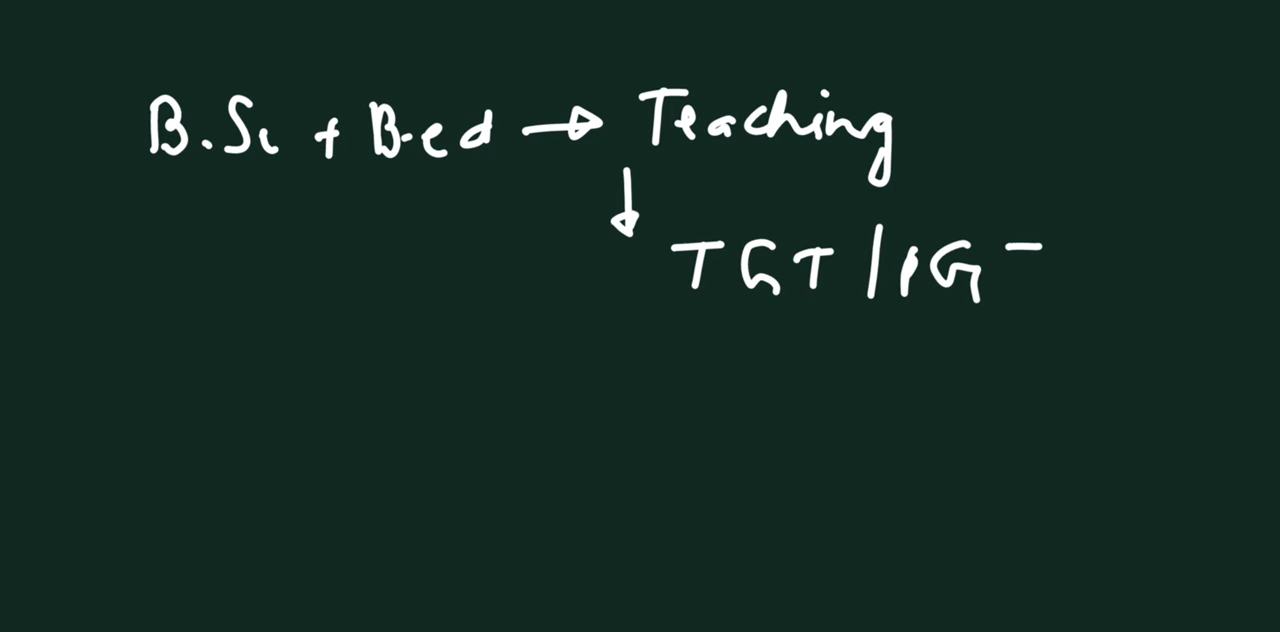 B.Sc + B.ed → Teaching
↓
TGT / PG